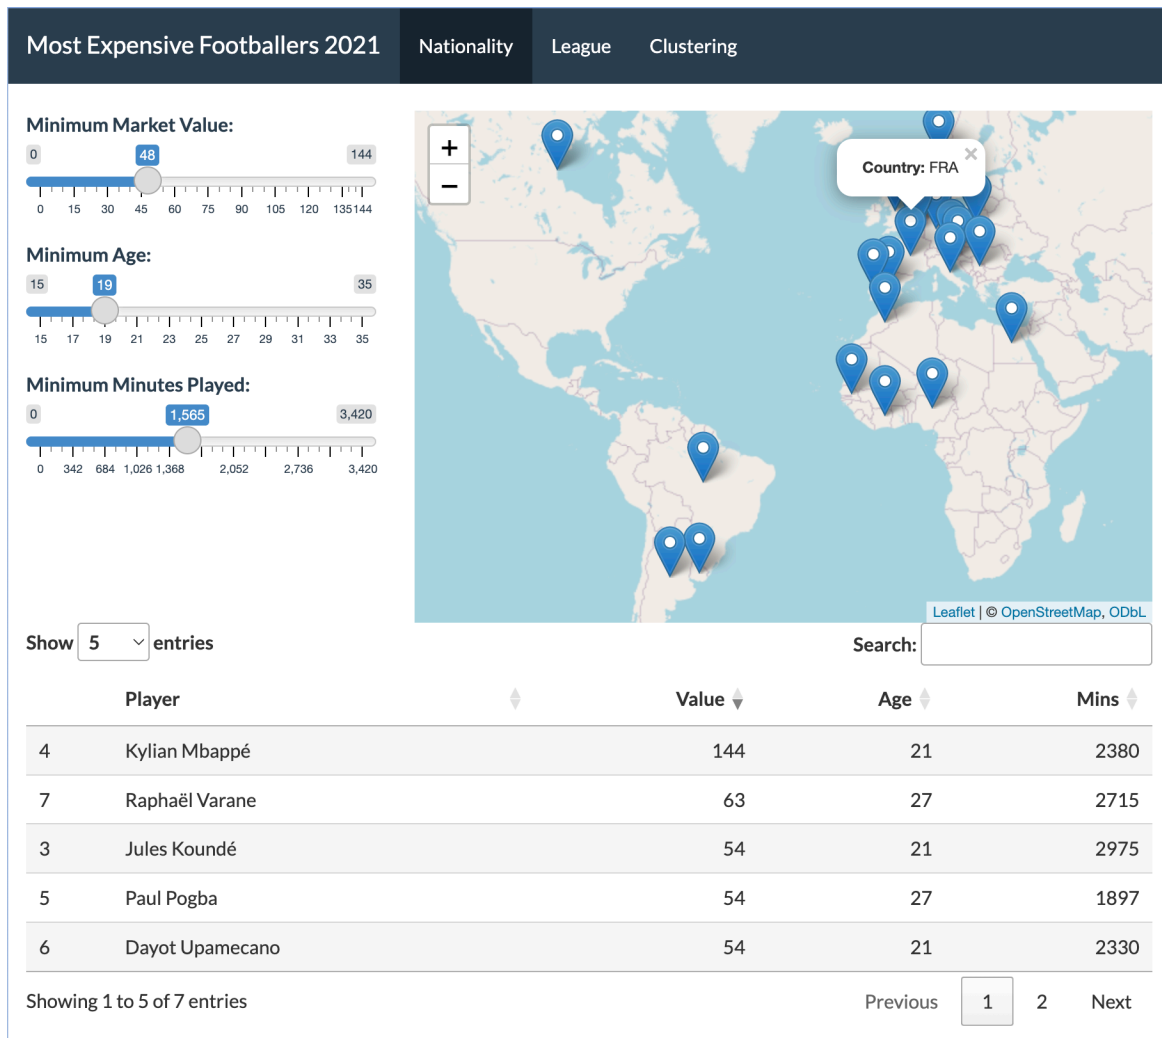 Most Expensive Footballers 2021 Nationality League Clustering
Minimum Market Value:
0 48 144
0 15 30 45 60 75 90 105 120 135 144
Minimum Age:
15 19 35
15 17 19 21 23 25 27 29 31 33 35
Minimum Minutes Played:
0 1,565 3,420
0 342 684 1,026 1,368 2,052 2,736 3,420
+
−
Country: FRA ×
Leaflet | © OpenStreetMap, ODbL
Show 5 entries
Search:
Player Value Age Mins
4 Kylian Mbappé 144 21 2380
7 Raphaël Varane 63 27 2715
3 Jules Koundé 54 21 2975
5 Paul Pogba 54 27 1897
6 Dayot Upamecano 54 21 2330
Showing 1 to 5 of 7 entries
Previous 1 2 Next